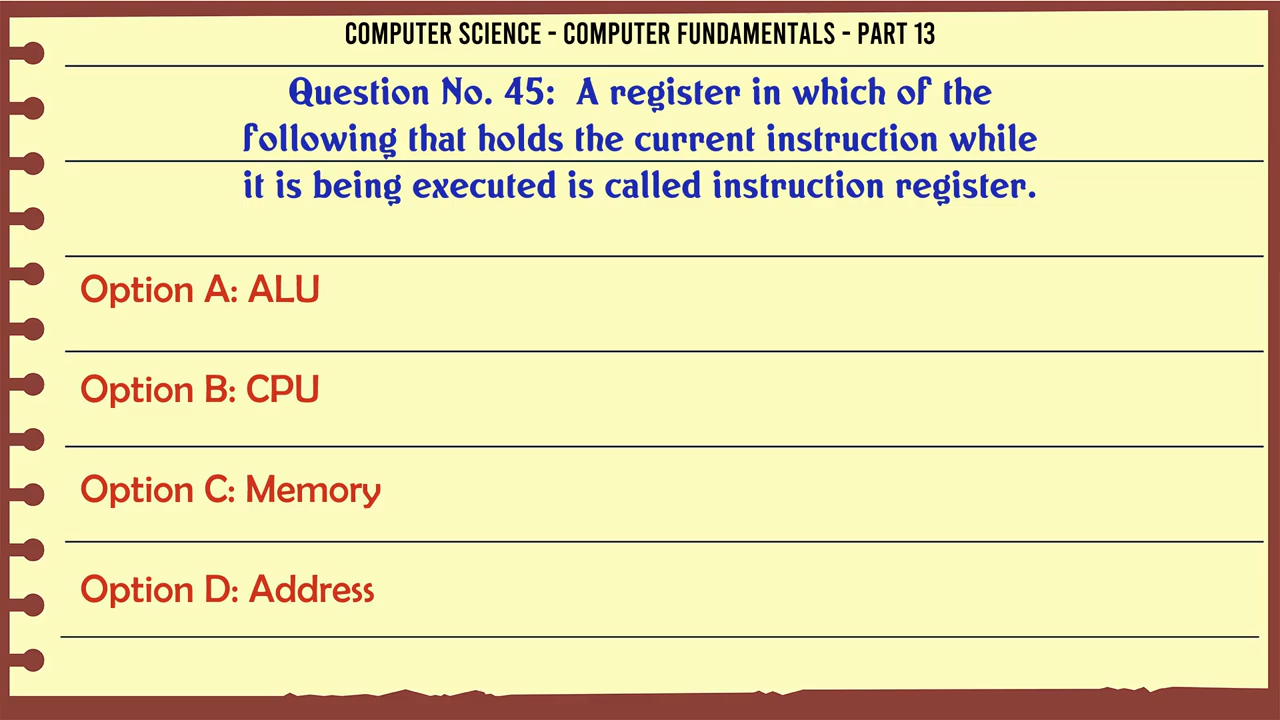 COMPUTER SCIENCE - COMPUTER FUNDAMENTALS - PART 13
Question No. 45: A register in which of the
following that holds the current instruction while
it is being executed is called instruction register.
Option A: ALU
Option B: CPU
Option C: Memory
Option D: Address